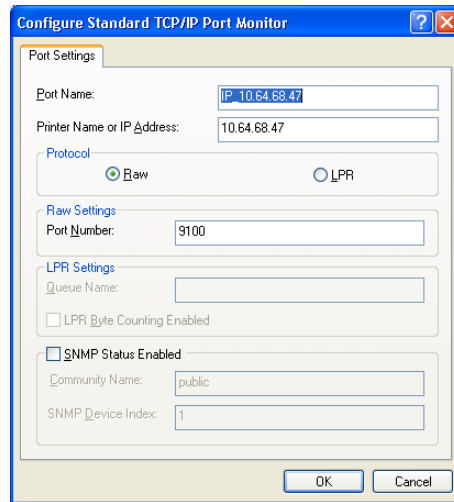 Configure Standard TCP/IP Port Monitor
Port Settings
Port Name: IP_10.64.68.47
Printer Name or IP Address: 10.64.68.47
Protocol
Raw LPR
Raw Settings
Port Number: 9100
LPR Settings
Queue Name:
LPR Byte Counting Enabled
SNMP Status Enabled
Community Name: public
SNMP Device Index: 1
OK Cancel